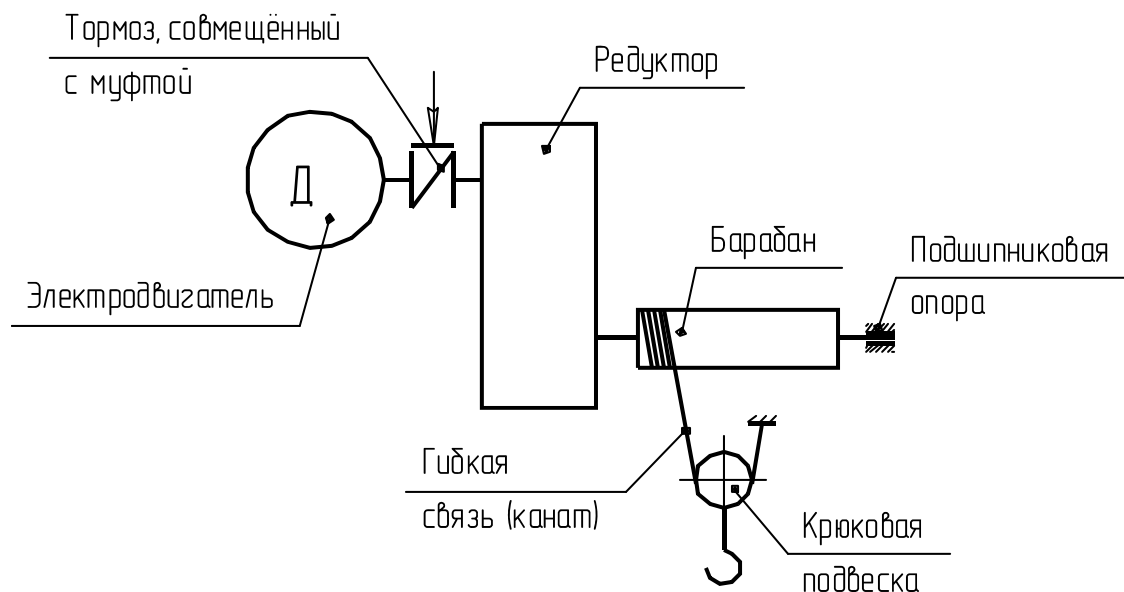 Тормоз, совмещённый
с муфтой
Редуктор
Д
Барабан
Подшипниковая
опора
Электродвигатель
Гибкая
связь (канат)
Крюковая
подвеска